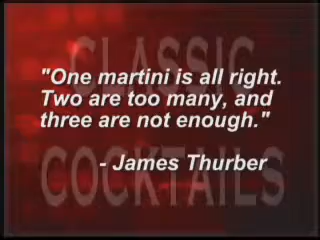 CLASSIC
"One martini is all right.
Two are too many, and
three are not enough."
- James Thurber
COCKTAILS